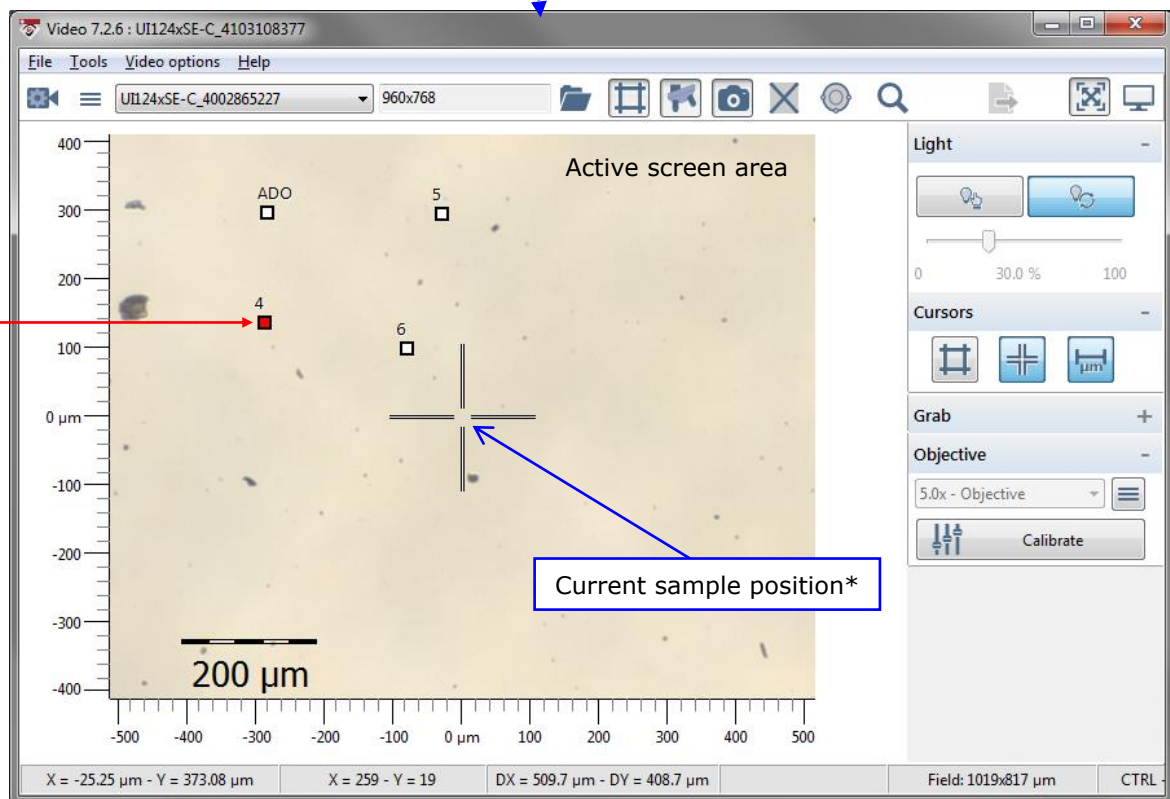 Video 7.2.6 : UI124xSE-C_4103108377
File Tools Video options Help
UI124xSE-C_4002865227 960x768
Active screen area
400
300
200
100
0 µm
-100
-200
-300
-400
ADO
5
4
6
Current sample position*
200 µm
-500 -400 -300 -200 -100 0 µm 100 200 300 400 500
Light -
0 30.0 % 100
Cursors -
µm
Grab +
Objective -
5.0x - Objective
Calibrate
X = -25.25 µm - Y = 373.08 µm X = 259 - Y = 19 DX = 509.7 µm - DY = 408.7 µm Field: 1019x817 µm CTRL -